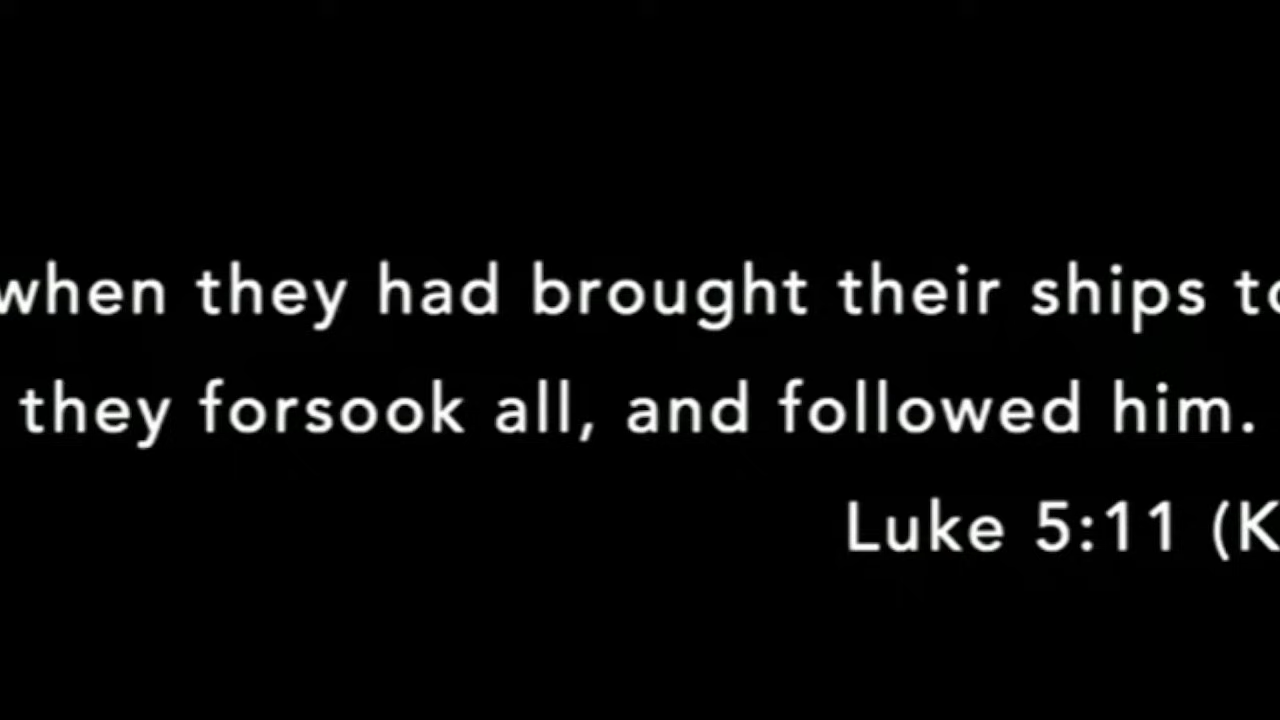 when they had brought their ships to
they forsook all, and followed him.
Luke 5:11 (K